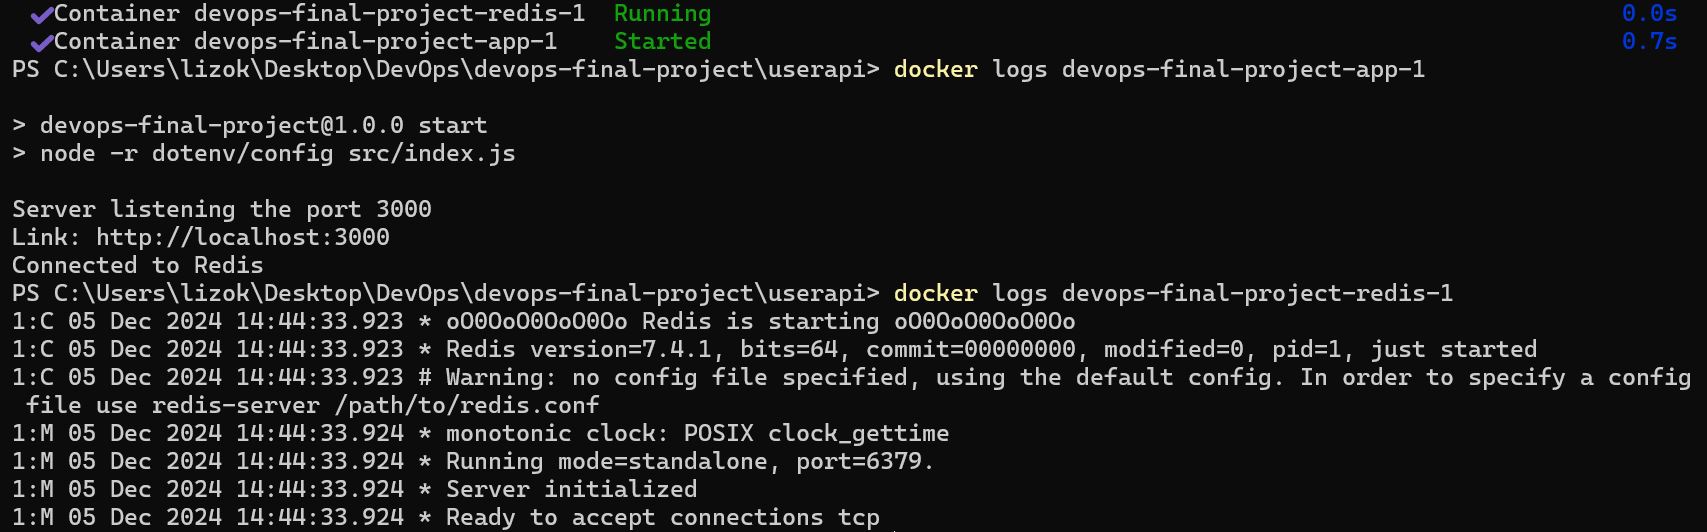 ✔Container devops-final-project-redis-1  Running 0.0s
✔Container devops-final-project-app-1    Started 0.7s
PS C:\Users\lizok\Desktop\DevOps\devops-final-project\userapi> docker logs devops-final-project-app-1
> devops-final-project@1.0.0 start
> node -r dotenv/config src/index.js
Server listening the port 3000
Link: http://localhost:3000
Connected to Redis
PS C:\Users\lizok\Desktop\DevOps\devops-final-project\userapi> docker logs devops-final-project-redis-1
1:C 05 Dec 2024 14:44:33.923 * oO0OoO0OoO0Oo Redis is starting oO0OoO0OoO0Oo
1:C 05 Dec 2024 14:44:33.923 * Redis version=7.4.1, bits=64, commit=00000000, modified=0, pid=1, just started
1:C 05 Dec 2024 14:44:33.923 # Warning: no config file specified, using the default config. In order to specify a config
file use redis-server /path/to/redis.conf
1:M 05 Dec 2024 14:44:33.924 * monotonic clock: POSIX clock_gettime
1:M 05 Dec 2024 14:44:33.924 * Running mode=standalone, port=6379.
1:M 05 Dec 2024 14:44:33.924 * Server initialized
1:M 05 Dec 2024 14:44:33.924 * Ready to accept connections tcp